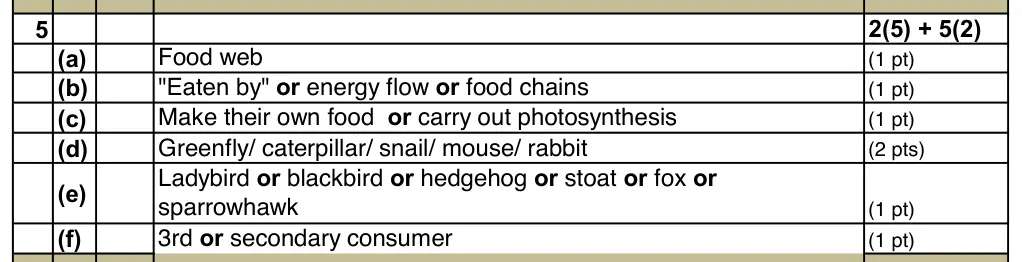 5 2(5) + 5(2)
(a) Food web (1 pt)
(b) "Eaten by" or energy flow or food chains (1 pt)
(c) Make their own food or carry out photosynthesis (1 pt)
(d) Greenfly/ caterpillar/ snail/ mouse/ rabbit (2 pts)
(e) Ladybird or blackbird or hedgehog or stoat or fox or
sparrowhawk (1 pt)
(f) 3rd or secondary consumer (1 pt)